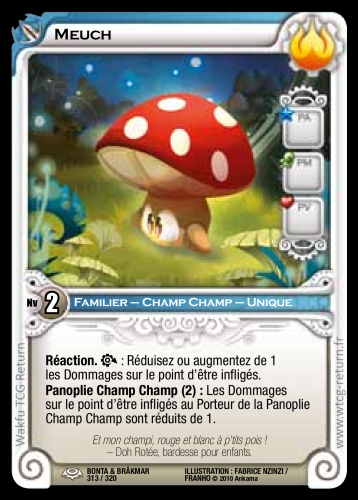 Meuch
PA
PM
PV
Nv 2 Familier – Champ Champ – Unique
Réaction. : Réduisez ou augmentez de 1
les Dommages sur le point d'être infligés.
Panoplie Champ Champ (2) : Les Dommages
sur le point d'être infligés au Porteur de la Panoplie
Champ Champ sont réduits de 1.
Et mon champi, rouge et blanc à p'tits pois !
– Doh Rotée, bardesse pour enfants.
BONTA & BRÂKMAR
313 / 320
ILLUSTRATION : FABRICE NZINZI /
FRANHO © 2010 Ankama
Wakfu TCG Return
www.wtcg-return.fr